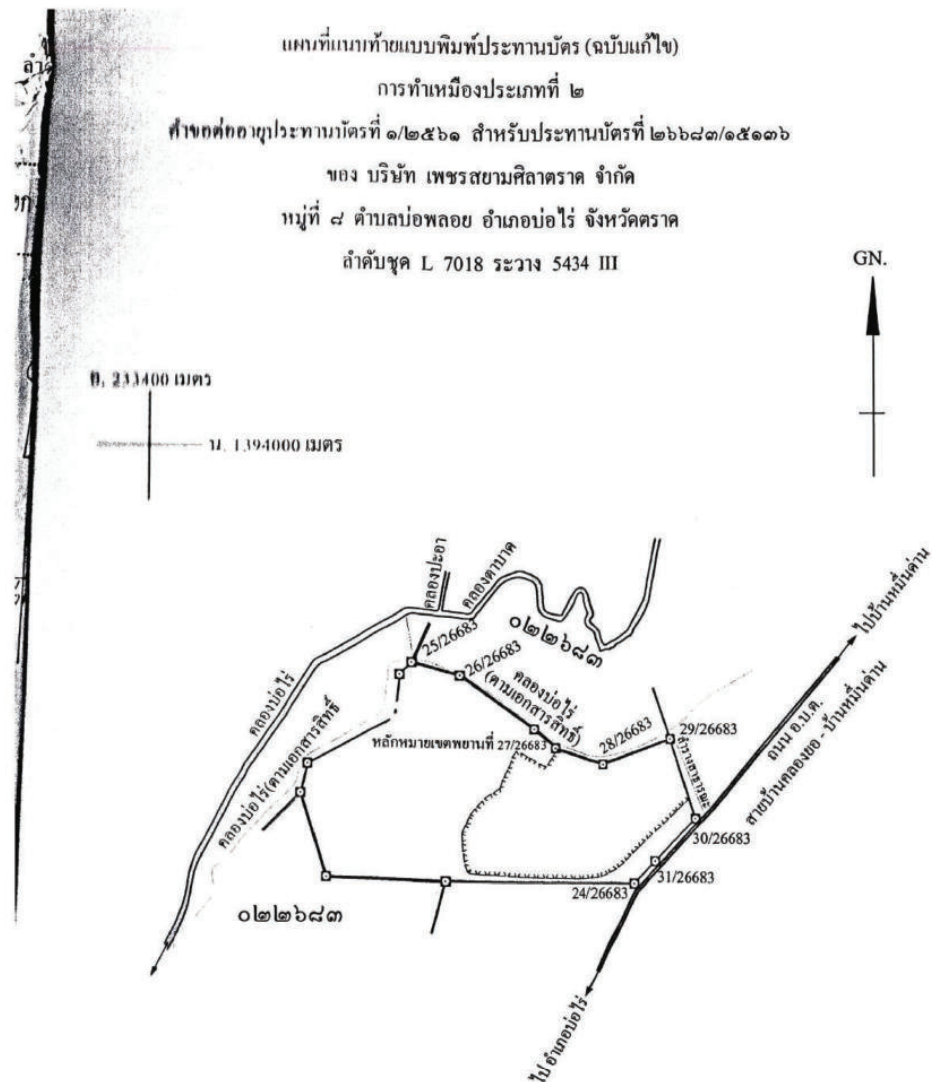 แผนที่แนบท้ายแบบพิมพ์ประทานบัตร (ฉบับแก้ไข)
การทำเหมืองประเภทที่ ๒
คำขอต่ออายุประทานบัตรที่ ๑/๒๕๖๑ สำหรับประทานบัตรที่ ๒๖๖๘๓/๑๕๑๓๖
ของ บริษัท เพชรสยามศิลาตราด จำกัด
หมู่ที่ ๘ ตำบลบ่อพลอย อำเภอบ่อไร่ จังหวัดตราด
ลำดับชุด L 7018 ระวาง 5434 III
GN.
อ. 233400 เมตร
น. 1394000 เมตร
คลองปะอา
คลองตาบาด
๐๒๒๖๘๓
ไปบ้านหมื่นด่าน
25/26683
26/26683
คลองบ่อไร่
คลองบ่อไร่
(ตามเอกสารสิทธิ์)
คลองบ่อไร่(ตามเอกสารสิทธิ์)
หลักหมายเขตพยานที่ 27/26683
28/26683
29/26683
ลำรางสาธารณะ
ถนน อ.บ.ต.
สายบ้านคลองยอ - บ้านหมื่นด่าน
30/26683
31/26683
24/26683
๐๒๒๖๘๓
ไป อำเภอบ่อไร่